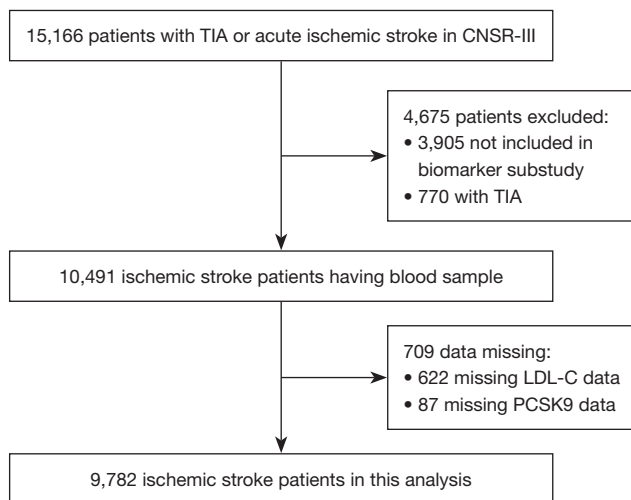 15,166 patients with TIA or acute ischemic stroke in CNSR-III
4,675 patients excluded:
• 3,905 not included in
biomarker substudy
• 770 with TIA
10,491 ischemic stroke patients having blood sample
709 data missing:
• 622 missing LDL-C data
• 87 missing PCSK9 data
9,782 ischemic stroke patients in this analysis